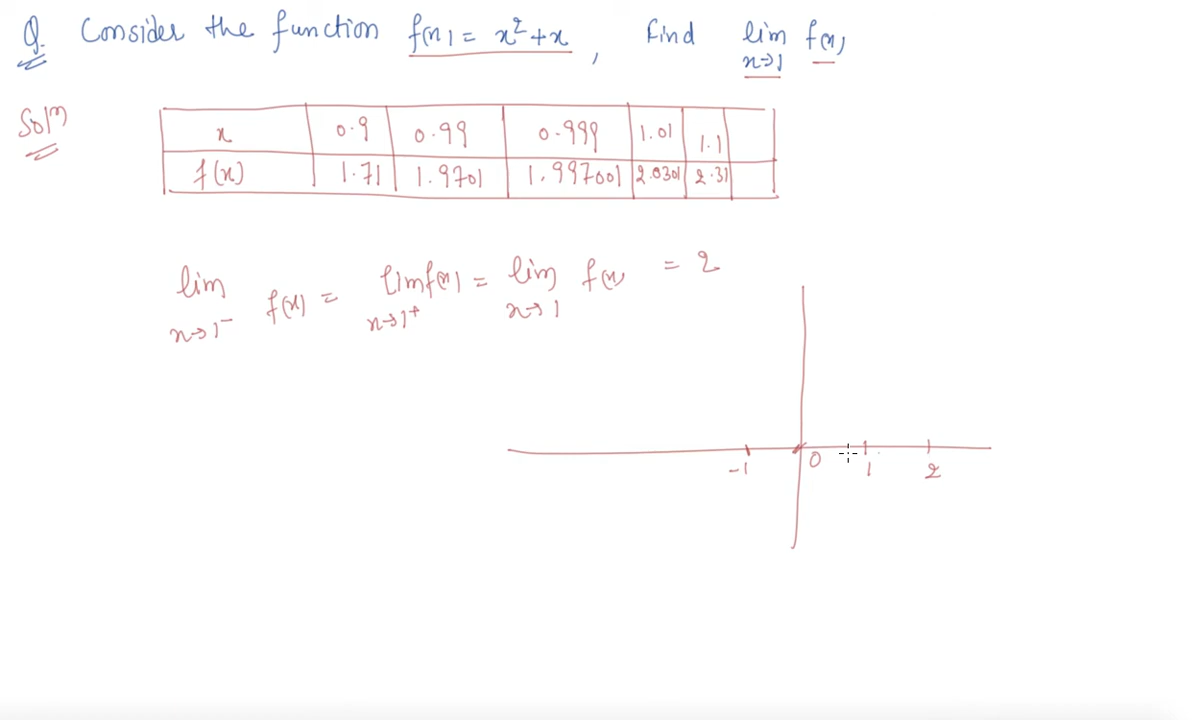 Q. Consider the function f(x) = x²+x, Find lim x→1 f(x)
Solⁿ
x 0.9 0.99 0.999 1.01 1.1
f(x) 1.71 1.9701 1.997001 2.0301 2.31
lim x→1⁻ f(x) = lim x→1⁺ f(x) = lim x→1 f(x) = 2
-1 0 1 2